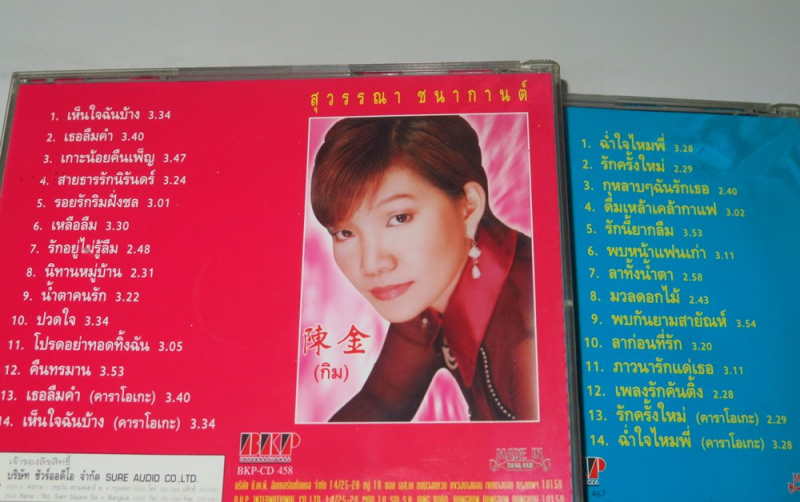 สุวรรณา ชนากานต์
1. เห็นใจฉันบ้าง 3.34
2. เธอลืมคำ 3.40
3. เกาะน้อยคืนเพ็ญ 3.47
4. สายธารรักนิรันดร์ 3.24
5. รอยรักริมฝั่งชล 3.01
6. เหลือลืม 3.30
7. รักอยู่ไม่รู้ลืม 2.48
8. นิทานหมู่บ้าน 2.31
9. น้ำตาคนรัก 3.22
10. ปวดใจ 3.34
11. โปรดอย่าทอดทิ้งฉัน 3.05
12. คืนทรมาน 3.53
13. เธอลืมคำ (คาราโอเกะ) 3.40
14. เห็นใจฉันบ้าง (คาราโอเกะ) 3.34
陳金
(กิม)
BKP
BKP-CD 458
MADE IN
THAILAND
เจ้าของลิขสิทธิ์
บริษัท ชัวร์ออดิโอ จำกัด SURE AUDIO CO.,LTD.
1. ฉ่ำใจไหมพี่ 3.28
2. รักครั้งใหม่ 2.29
3. กุหลาบๆฉันรักเธอ 2.40
4. ดื่มเหล้าเคล้ากาแฟ 3.02
5. รักนี้ยากลืม 3.53
6. พบหน้าแฟนเก่า 3.11
7. ลาทั้งน้ำตา 2.58
8. มวลดอกไม้ 2.43
9. พบกันยามสายัณห์ 3.54
10. ลาก่อนที่รัก 3.20
11. ภาวนารักแด่เธอ 3.11
12. เพลงรักคันติ้ง 2.28
13. รักครั้งใหม่ (คาราโอเกะ) 2.29
14. ฉ่ำใจไหมพี่ (คาราโอเกะ) 3.28
467